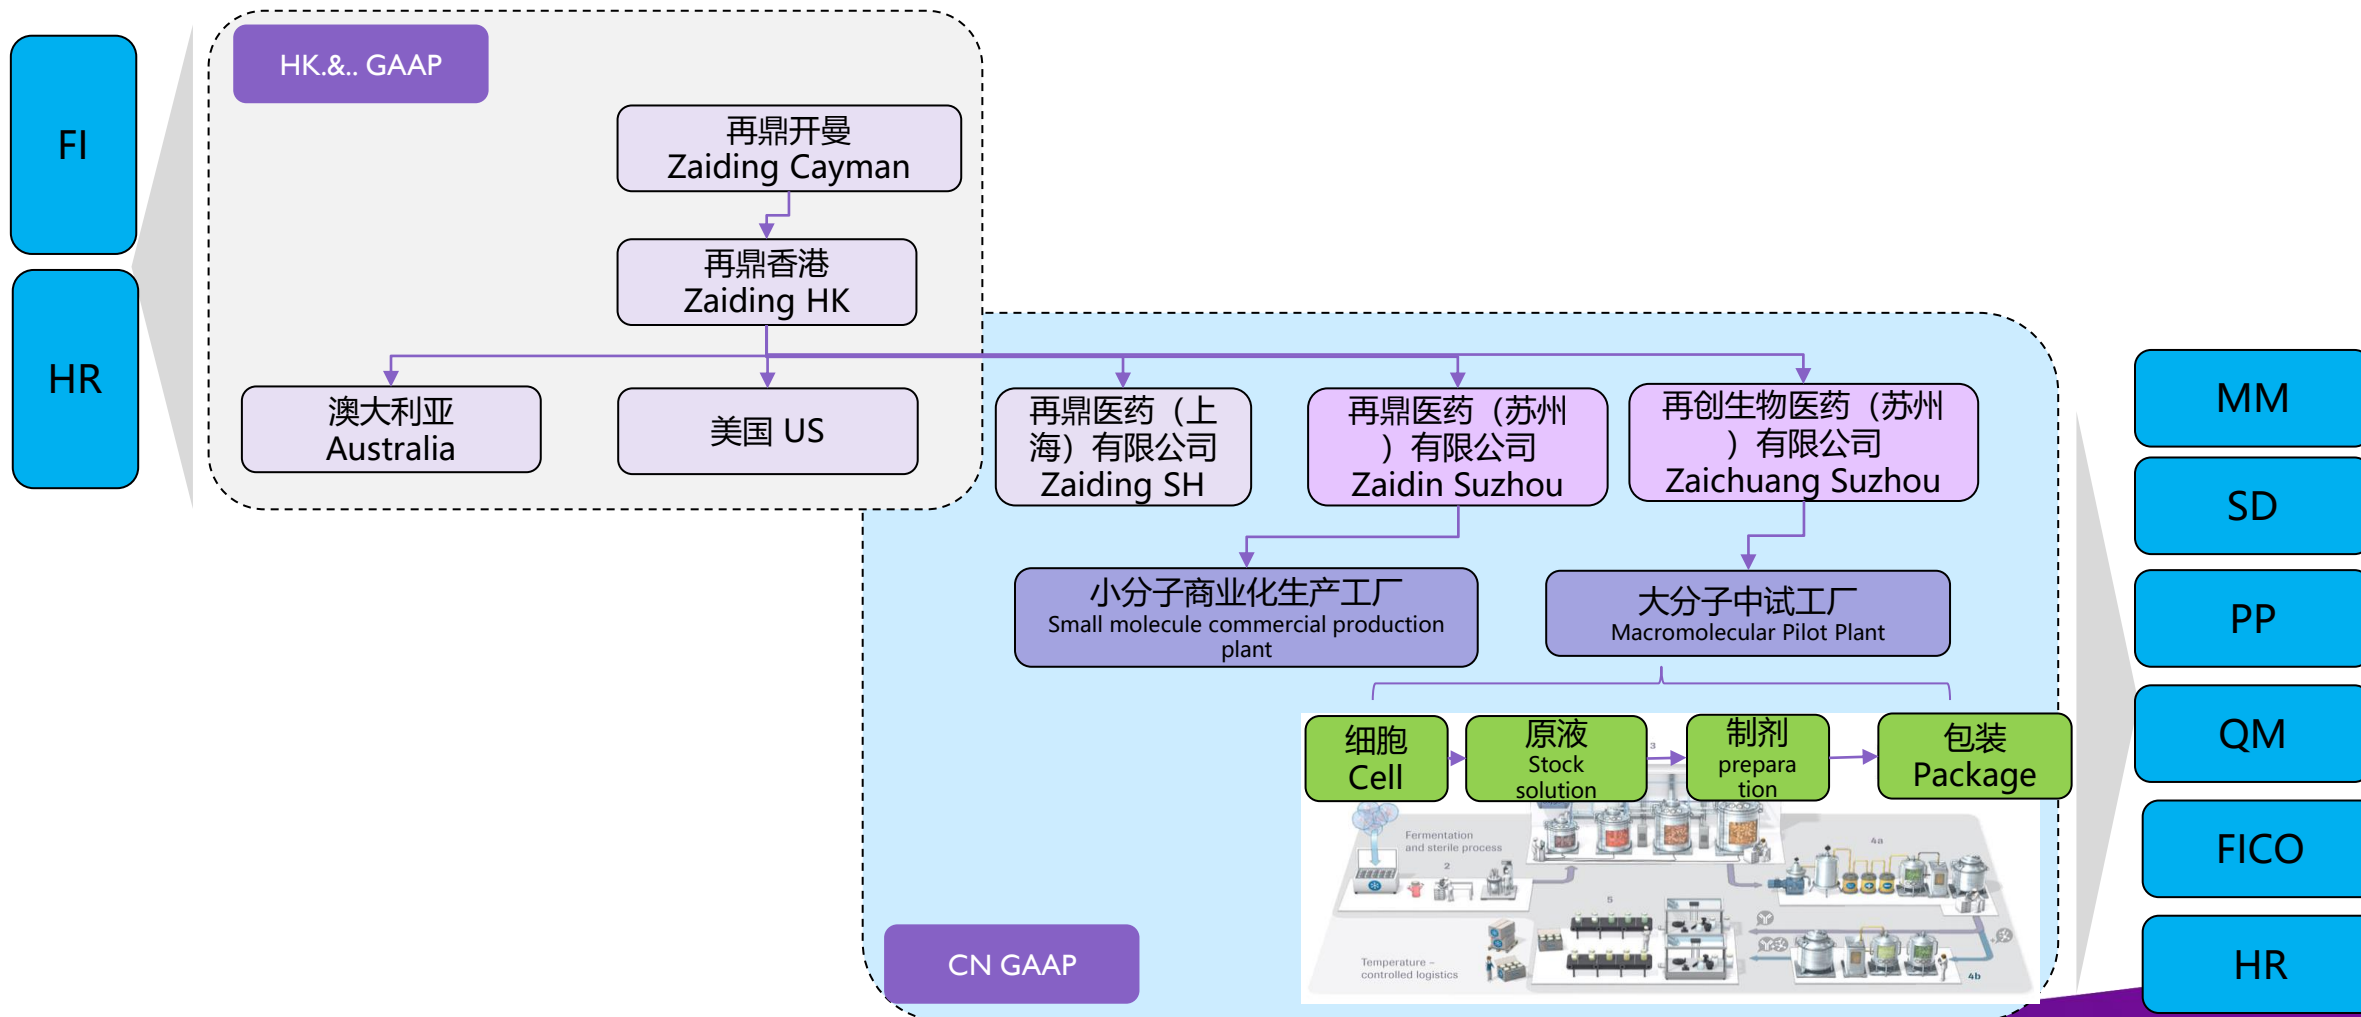 HK.&.. GAAP
FI
HR
再鼎开曼
Zaiding Cayman
再鼎香港
Zaiding HK
澳大利亚
Australia
美国 US
再鼎医药（上
海）有限公司
Zaiding SH
再鼎医药（苏州
）有限公司
Zaidin Suzhou
再创生物医药（苏州
）有限公司
Zaichuang Suzhou
小分子商业化生产工厂
Small molecule commercial production
plant
大分子中试工厂
Macromolecular Pilot Plant
细胞
Cell
原液
Stock
solution
制剂
prepara
tion
包装
Package
3
Fermentation
and sterile process
2
4a
5
Temperature –
controlled logistics
4b
CN GAAP
MM
SD
PP
QM
FICO
HR